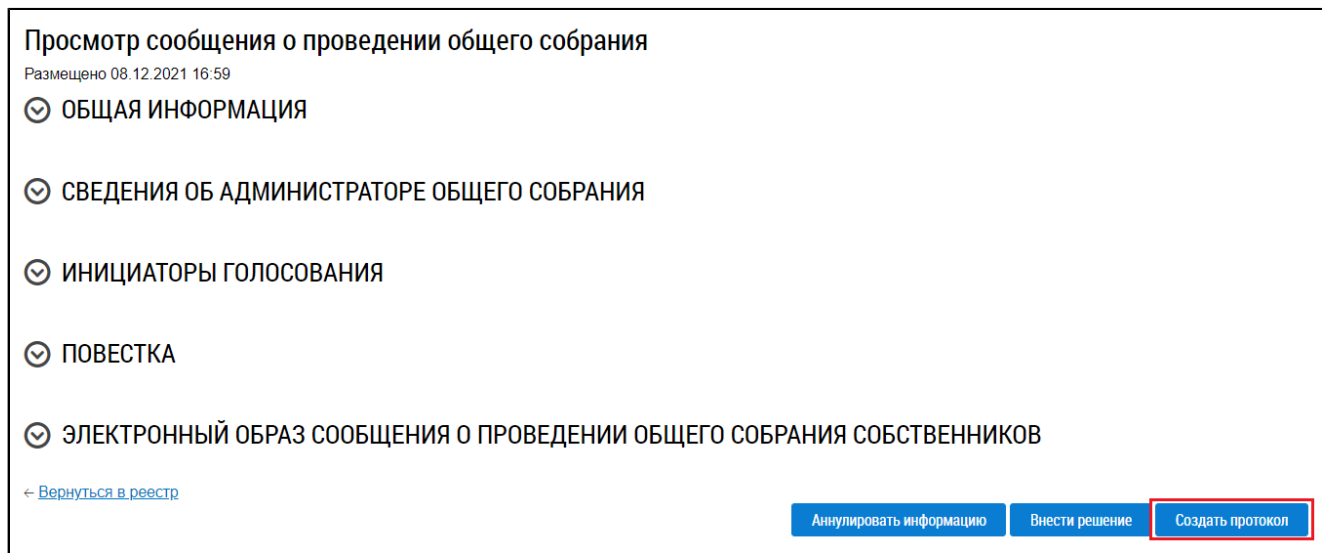 Просмотр сообщения о проведении общего собрания
Размещено 08.12.2021 16:59
ОБЩАЯ ИНФОРМАЦИЯ
СВЕДЕНИЯ ОБ АДМИНИСТРАТОРЕ ОБЩЕГО СОБРАНИЯ
ИНИЦИАТОРЫ ГОЛОСОВАНИЯ
ПОВЕСТКА
ЭЛЕКТРОННЫЙ ОБРАЗ СООБЩЕНИЯ О ПРОВЕДЕНИИ ОБЩЕГО СОБРАНИЯ СОБСТВЕННИКОВ
← Вернуться в реестр
Аннулировать информацию Внести решение Создать протокол